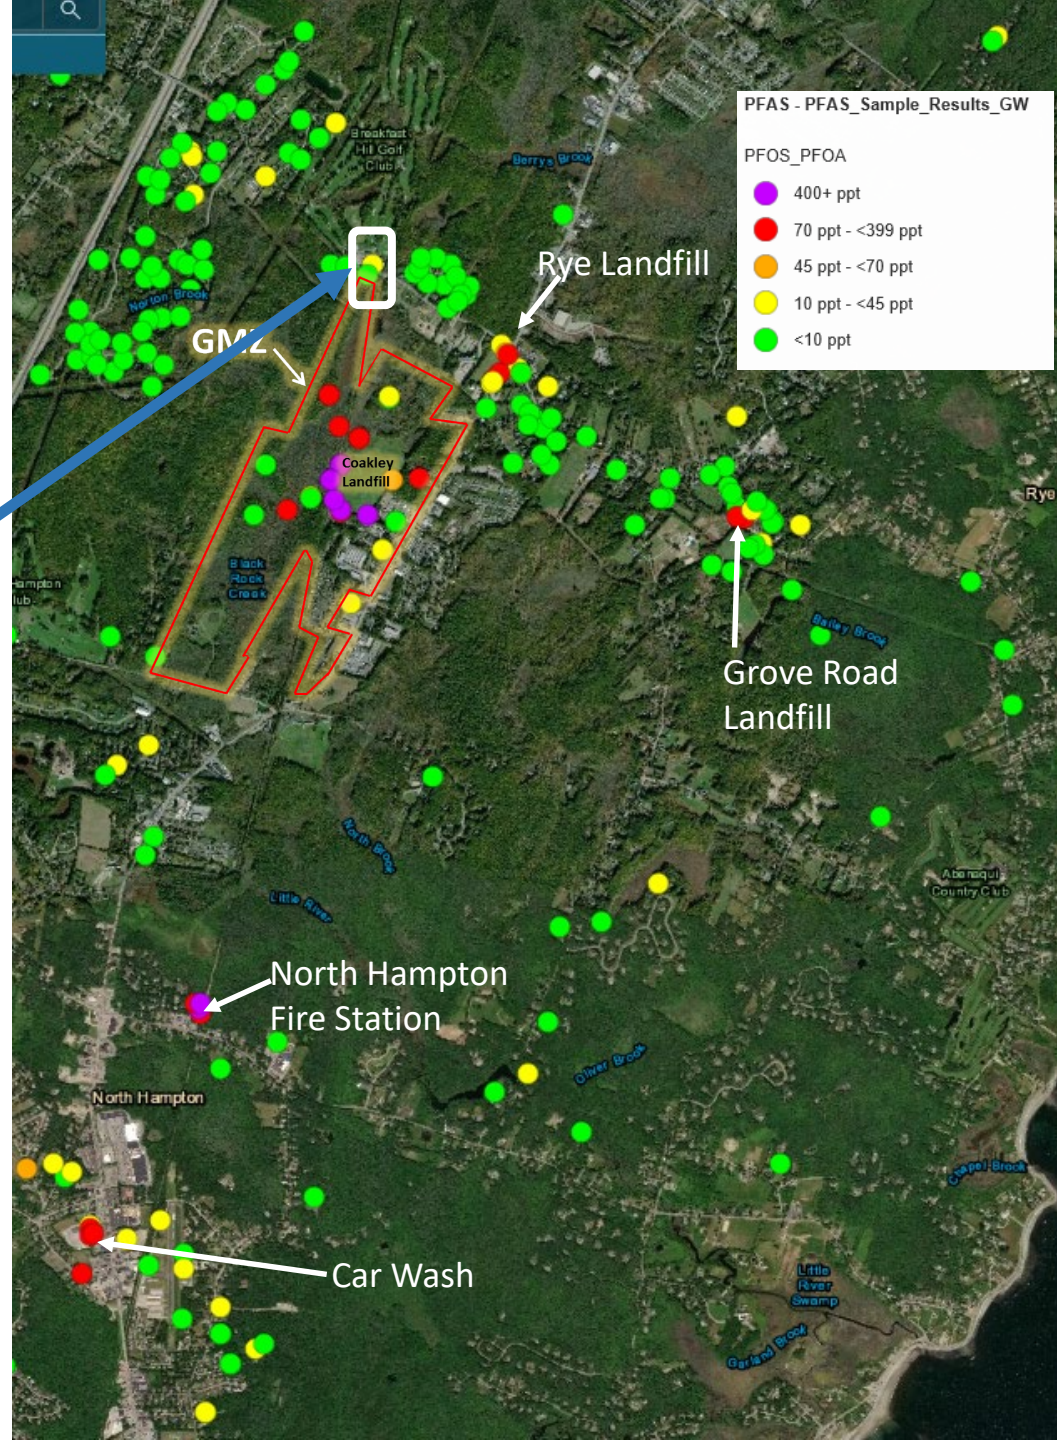 PFAS - PFAS_Sample_Results_GW
PFOS_PFOA
400+ ppt
70 ppt - <399 ppt
45 ppt - <70 ppt
10 ppt - <45 ppt
<10 ppt
Breakfast
Hill Golf
Club
Berrys Brook
Rye Landfill
Norton Brook
GMZ
Coakley
Landfill
Rye
Black
Rock
Creek
Hampton
lub
Bailey Brook
Grove Road
Landfill
North Brook
Abenaqui
Country Club
Little River
North Hampton
Fire Station
Oliver Brook
North Hampton
Chapel Brook
Car Wash
Little
River
Swamp
Garland Brook